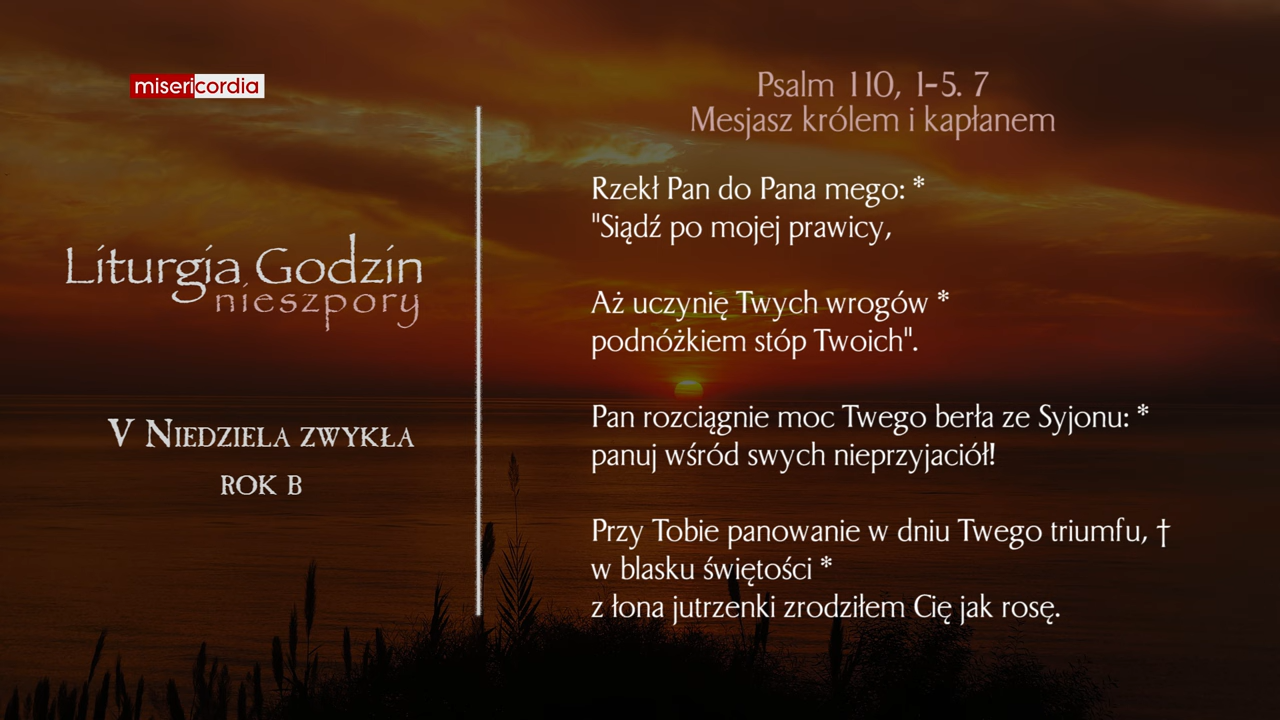 misericordia
Liturgia Godzin
nieszpory
V Niedziela zwykła
rok B
Psalm 110, 1-5. 7
Mesjasz królem i kapłanem
Rzekł Pan do Pana mego: *
"Siądź po mojej prawicy,
Aż uczynię Twych wrogów *
podnóżkiem stóp Twoich".
Pan rozciągnie moc Twego berła ze Syjonu: *
panuj wśród swych nieprzyjaciół!
Przy Tobie panowanie w dniu Twego triumfu, †
w blasku świętości *
z łona jutrzenki zrodziłem Cię jak rosę.